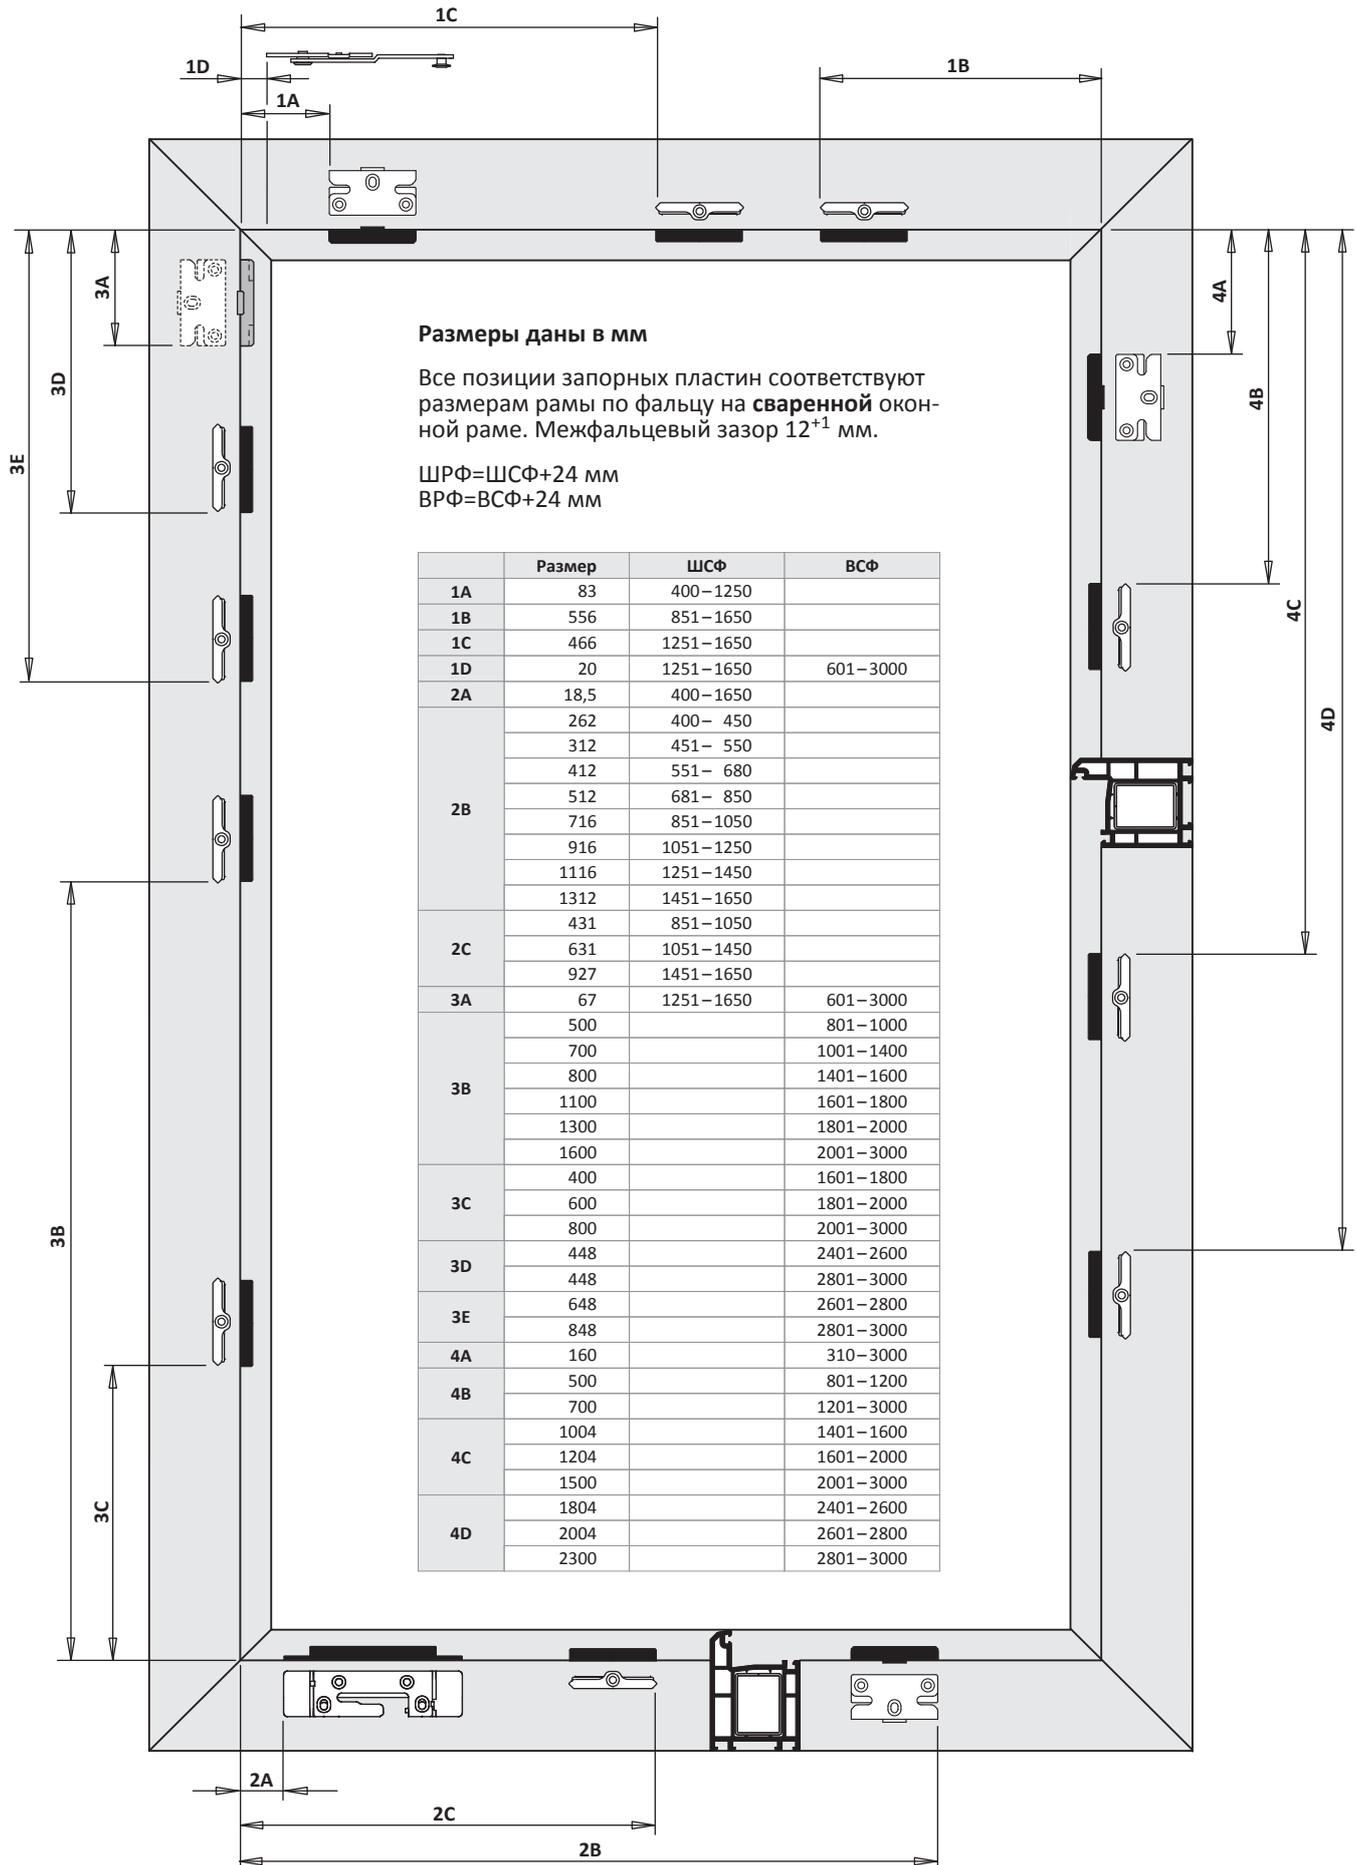 1C
1D
1B
1A
3A
4A
3D
4B
3E
4C
4D
Размеры даны в мм
Все позиции запорных пластин соответствуют
размерам рамы по фальцу на сваренной окон-
ной раме. Межфальцевый зазор 12+1 мм.
ШРФ=ШСФ+24 мм
ВРФ=ВСФ+24 мм
Размер ШСФ ВСФ
1A 83 400–1250
1B 556 851–1650
1C 466 1251–1650
1D 20 1251–1650 601–3000
2A 18,5 400–1650
2B 262 400– 450
312 451– 550
412 551– 680
512 681– 850
716 851–1050
916 1051–1250
1116 1251–1450
1312 1451–1650
2C 431 851–1050
631 1051–1450
927 1451–1650
3A 67 1251–1650 601–3000
3B 500 801–1000
700 1001–1400
800 1401–1600
1100 1601–1800
1300 1801–2000
1600 2001–3000
3C 400 1601–1800
600 1801–2000
800 2001–3000
3D 448 2401–2600
448 2801–3000
3E 648 2601–2800
848 2801–3000
4A 160 310–3000
4B 500 801–1200
700 1201–3000
4C 1004 1401–1600
1204 1601–2000
1500 2001–3000
4D 1804 2401–2600
2004 2601–2800
2300 2801–3000
3B
3C
2A
2C
2B